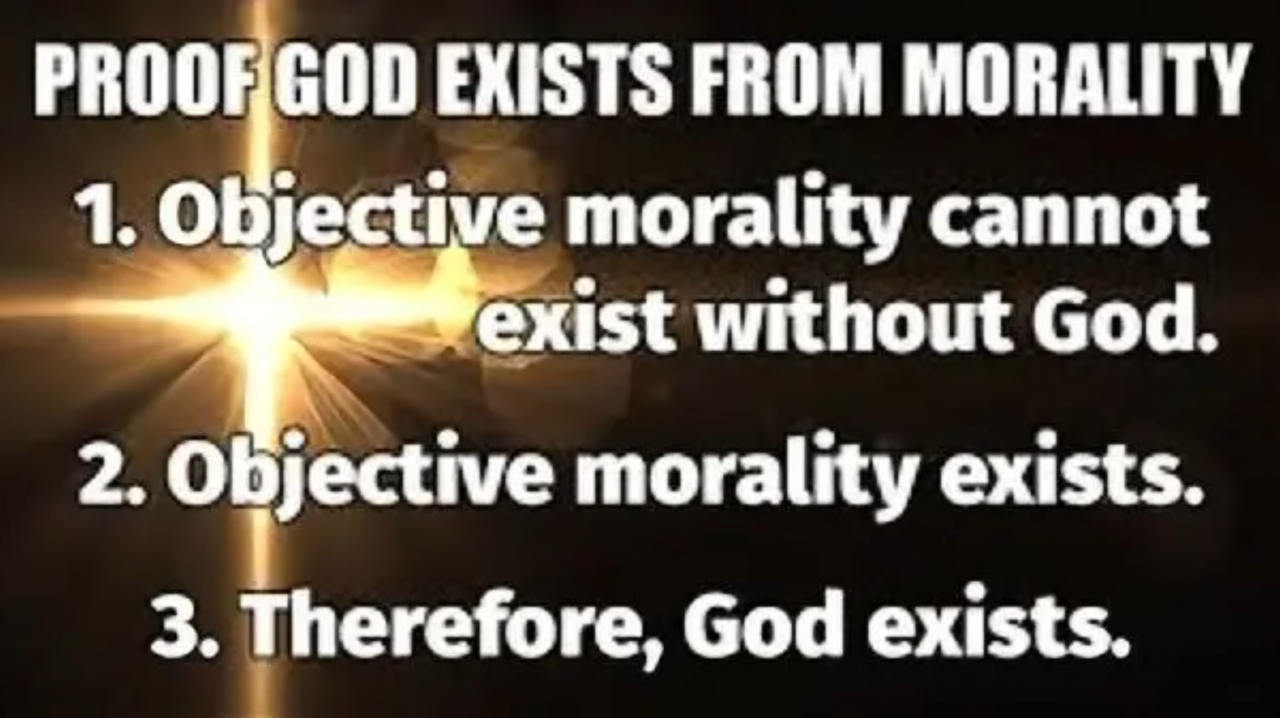 PROOF GOD EXISTS FROM MORALITY
1. Objective morality cannot
exist without God.
2. Objective morality exists.
3. Therefore, God exists.